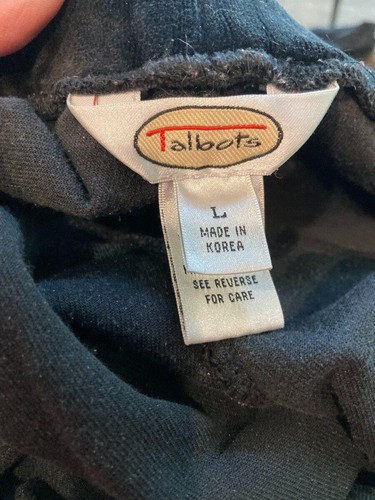 Talbots
L
MADE IN
KOREA
SEE REVERSE
FOR CARE